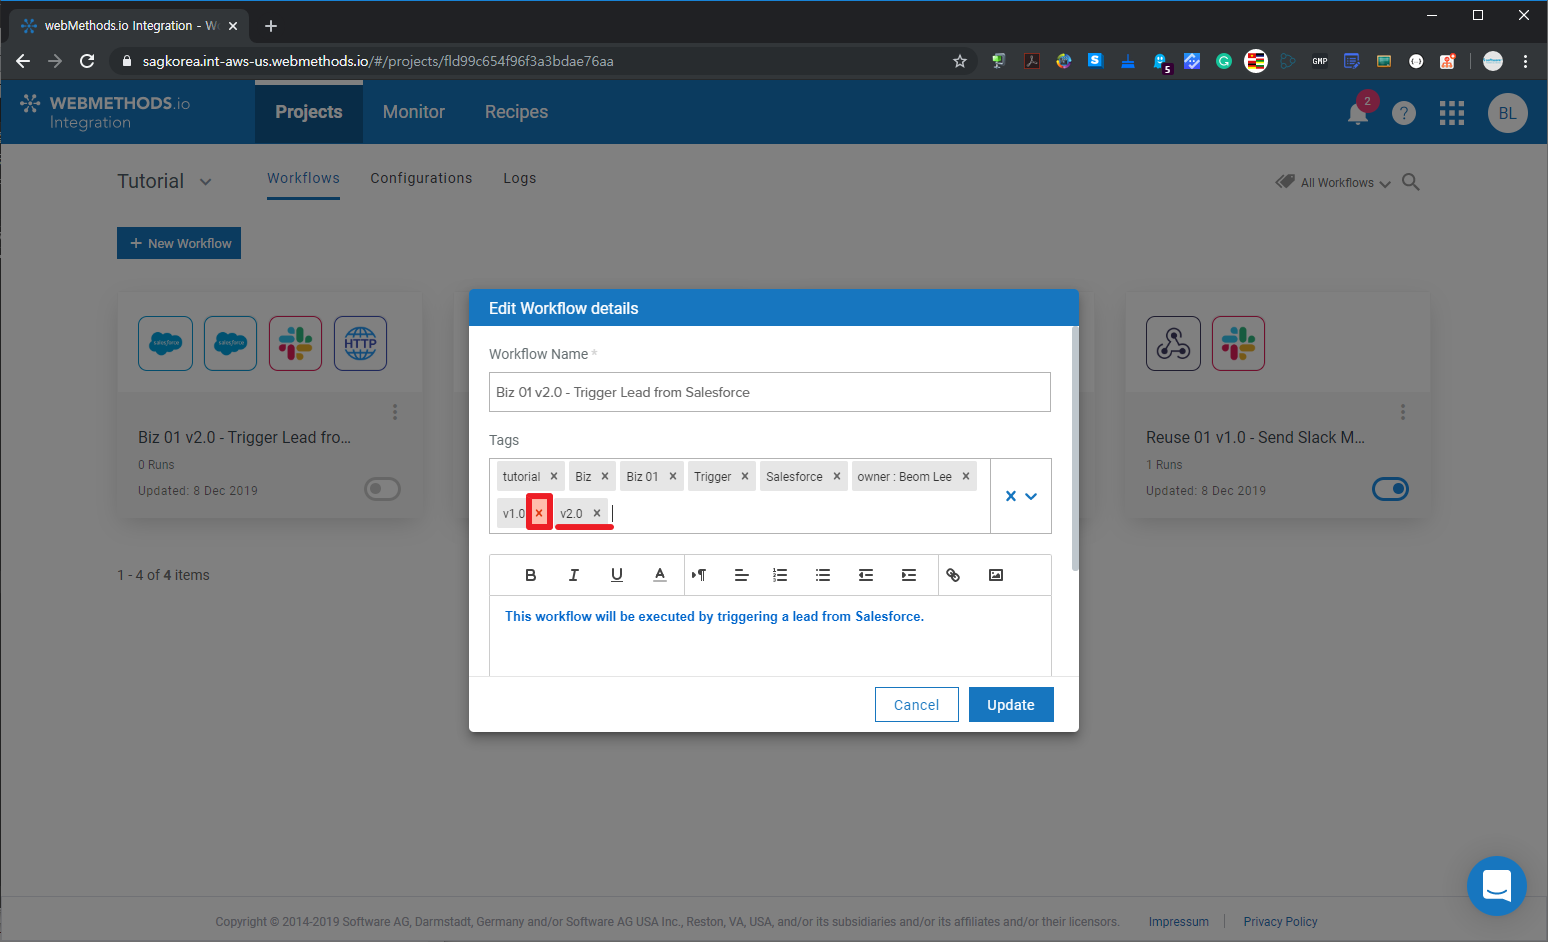 webMethods.io Integration - W
sagkorea.int-aws-us.webmethods.io/#/projects/fld99c654f96f3a3bdae76aa
5
GMP
WEBMETHODS.io
Integration
Projects
Monitor
Recipes
2
?
BL
Tutorial
Workflows
Configurations
Logs
All Workflows
+ New Workflow
salesforce
salesforce
HTTP
Biz 01 v2.0 - Trigger Lead fro...
0 Runs
Updated: 8 Dec 2019
Reuse 01 v1.0 - Send Slack M...
1 Runs
Updated: 8 Dec 2019
1 - 4 of 4 items
Edit Workflow details
Workflow Name *
Biz 01 v2.0 - Trigger Lead from Salesforce
Tags
tutorial × Biz × Biz 01 × Trigger × Salesforce × owner : Beom Lee ×
v1.0 × v2.0 ×
B I U A
This workflow will be executed by triggering a lead from Salesforce.
Cancel
Update
Copyright © 2014-2019 Software AG, Darmstadt, Germany and/or Software AG USA Inc., Reston, VA, USA, and/or its subsidiaries and/or its affiliates and/or their licensors.
Impressum
Privacy Policy